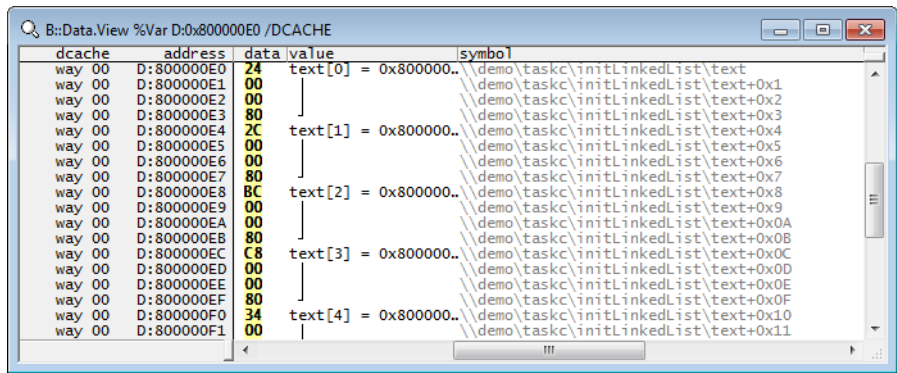 B::Data.View %Var D:0x800000E0 /DCACHE
dcache address data value symbol
way 00 D:800000E0 24 text[0] = 0x800000..\\demo\taskc\initLinkedList\text
way 00 D:800000E1 00 \\demo\taskc\initLinkedList\text+0x1
way 00 D:800000E2 00 \\demo\taskc\initLinkedList\text+0x2
way 00 D:800000E3 80 \\demo\taskc\initLinkedList\text+0x3
way 00 D:800000E4 2C text[1] = 0x800000..\\demo\taskc\initLinkedList\text+0x4
way 00 D:800000E5 00 \\demo\taskc\initLinkedList\text+0x5
way 00 D:800000E6 00 \\demo\taskc\initLinkedList\text+0x6
way 00 D:800000E7 80 \\demo\taskc\initLinkedList\text+0x7
way 00 D:800000E8 BC text[2] = 0x800000..\\demo\taskc\initLinkedList\text+0x8
way 00 D:800000E9 00 \\demo\taskc\initLinkedList\text+0x9
way 00 D:800000EA 00 \\demo\taskc\initLinkedList\text+0x0A
way 00 D:800000EB 80 \\demo\taskc\initLinkedList\text+0x0B
way 00 D:800000EC C8 text[3] = 0x800000..\\demo\taskc\initLinkedList\text+0x0C
way 00 D:800000ED 00 \\demo\taskc\initLinkedList\text+0x0D
way 00 D:800000EE 00 \\demo\taskc\initLinkedList\text+0x0E
way 00 D:800000EF 80 \\demo\taskc\initLinkedList\text+0x0F
way 00 D:800000F0 34 text[4] = 0x800000..\\demo\taskc\initLinkedList\text+0x10
way 00 D:800000F1 00 \\demo\taskc\initLinkedList\text+0x11